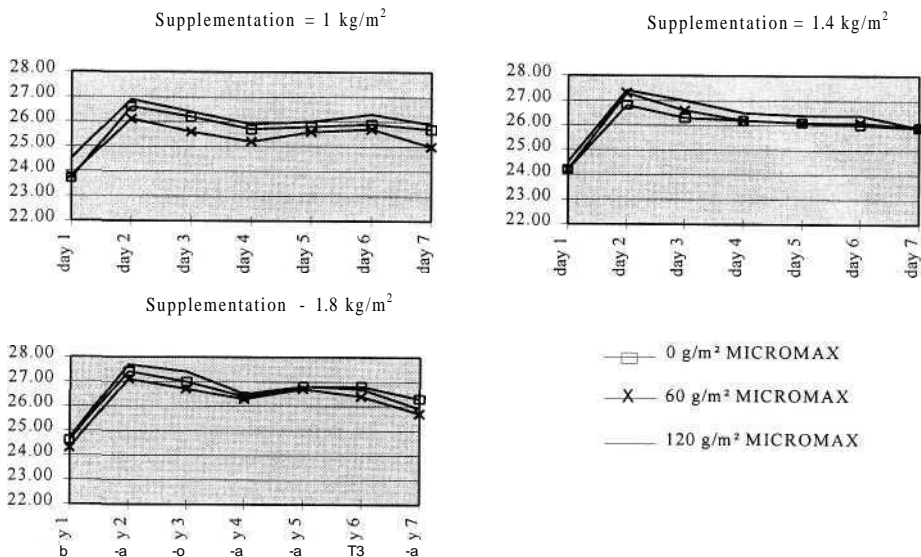 Supplementation = 1 kg/m²
28.00
27.00
26.00
25.00
24.00
23.00
22.00
day 1
day 2
day 3
day 4
day 5
day 6
day 7
Supplementation = 1.4 kg/m²
28.00
27.00
26.00
25.00
24.00
23.00
22.00
day 1
day 2
day 3
day 4
day 5
day 6
day 7
Supplementation - 1.8 kg/m²
28.00
27.00
26.00
25.00
24.00
23.00
22.00
b y 1
-a y 2
-o y 3
-a y 4
-a y 5
T3 y 6
-a y 7
0 g/m² MICROMAX
60 g/m² MICROMAX
120 g/m² MICROMAX